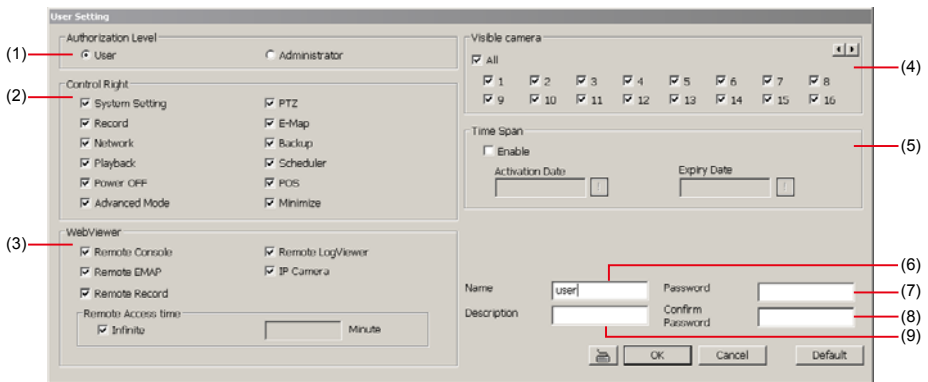 User Setting
Authorization Level
User
Administrator
(1)
Control Right
(2)
System Setting
PTZ
Record
E-Map
Network
Backup
Playback
Scheduler
Power OFF
POS
Advanced Mode
Minimize
WebViewer
(3)
Remote Console
Remote LogViewer
Remote EMAP
IP Camera
Remote Record
Remote Access time
Infinite
Minute
Visible camera
All
(4)
1 2 3 4 5 6 7 8
9 10 11 12 13 14 15 16
Time Span
Enable
(5)
Activation Date
Expiry Date
(6)
Name
user
Password
(7)
Description
Confirm
Password
(8)
(9)
OK
Cancel
Default